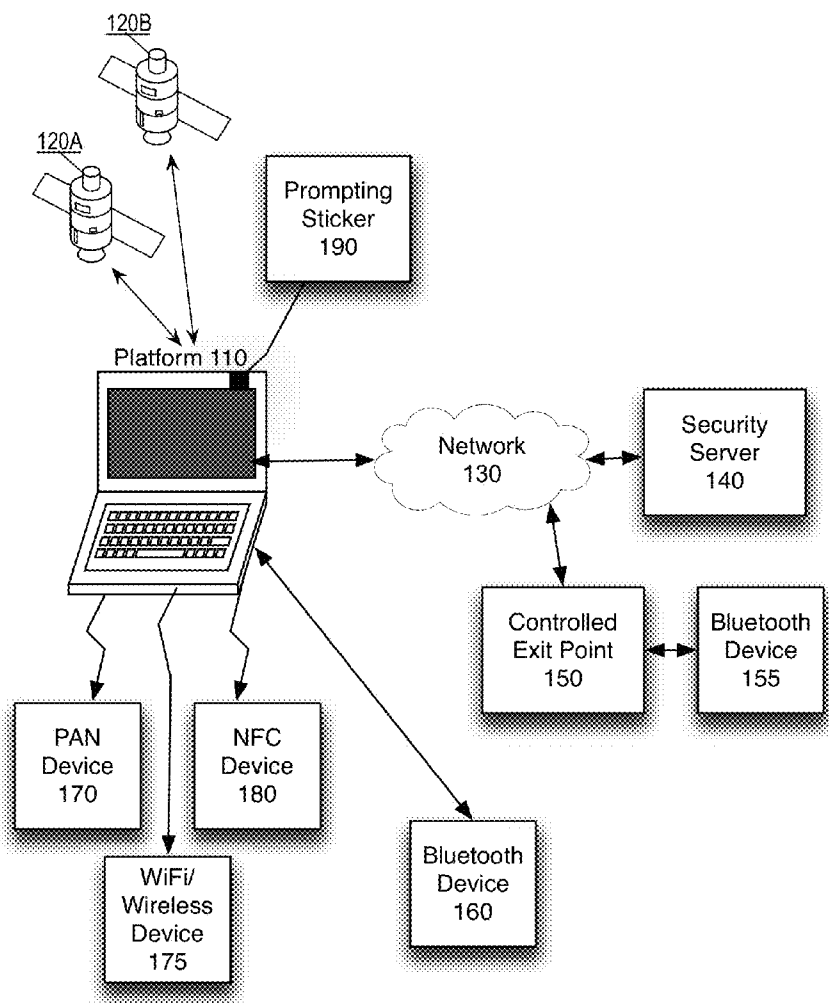 120B
120A
Prompting
Sticker
190
Platform 110
Network
130
Security
Server
140
Controlled
Exit Point
150
Bluetooth
Device
155
PAN
Device
170
NFC
Device
180
WiFi/
Wireless
Device
175
Bluetooth
Device
160